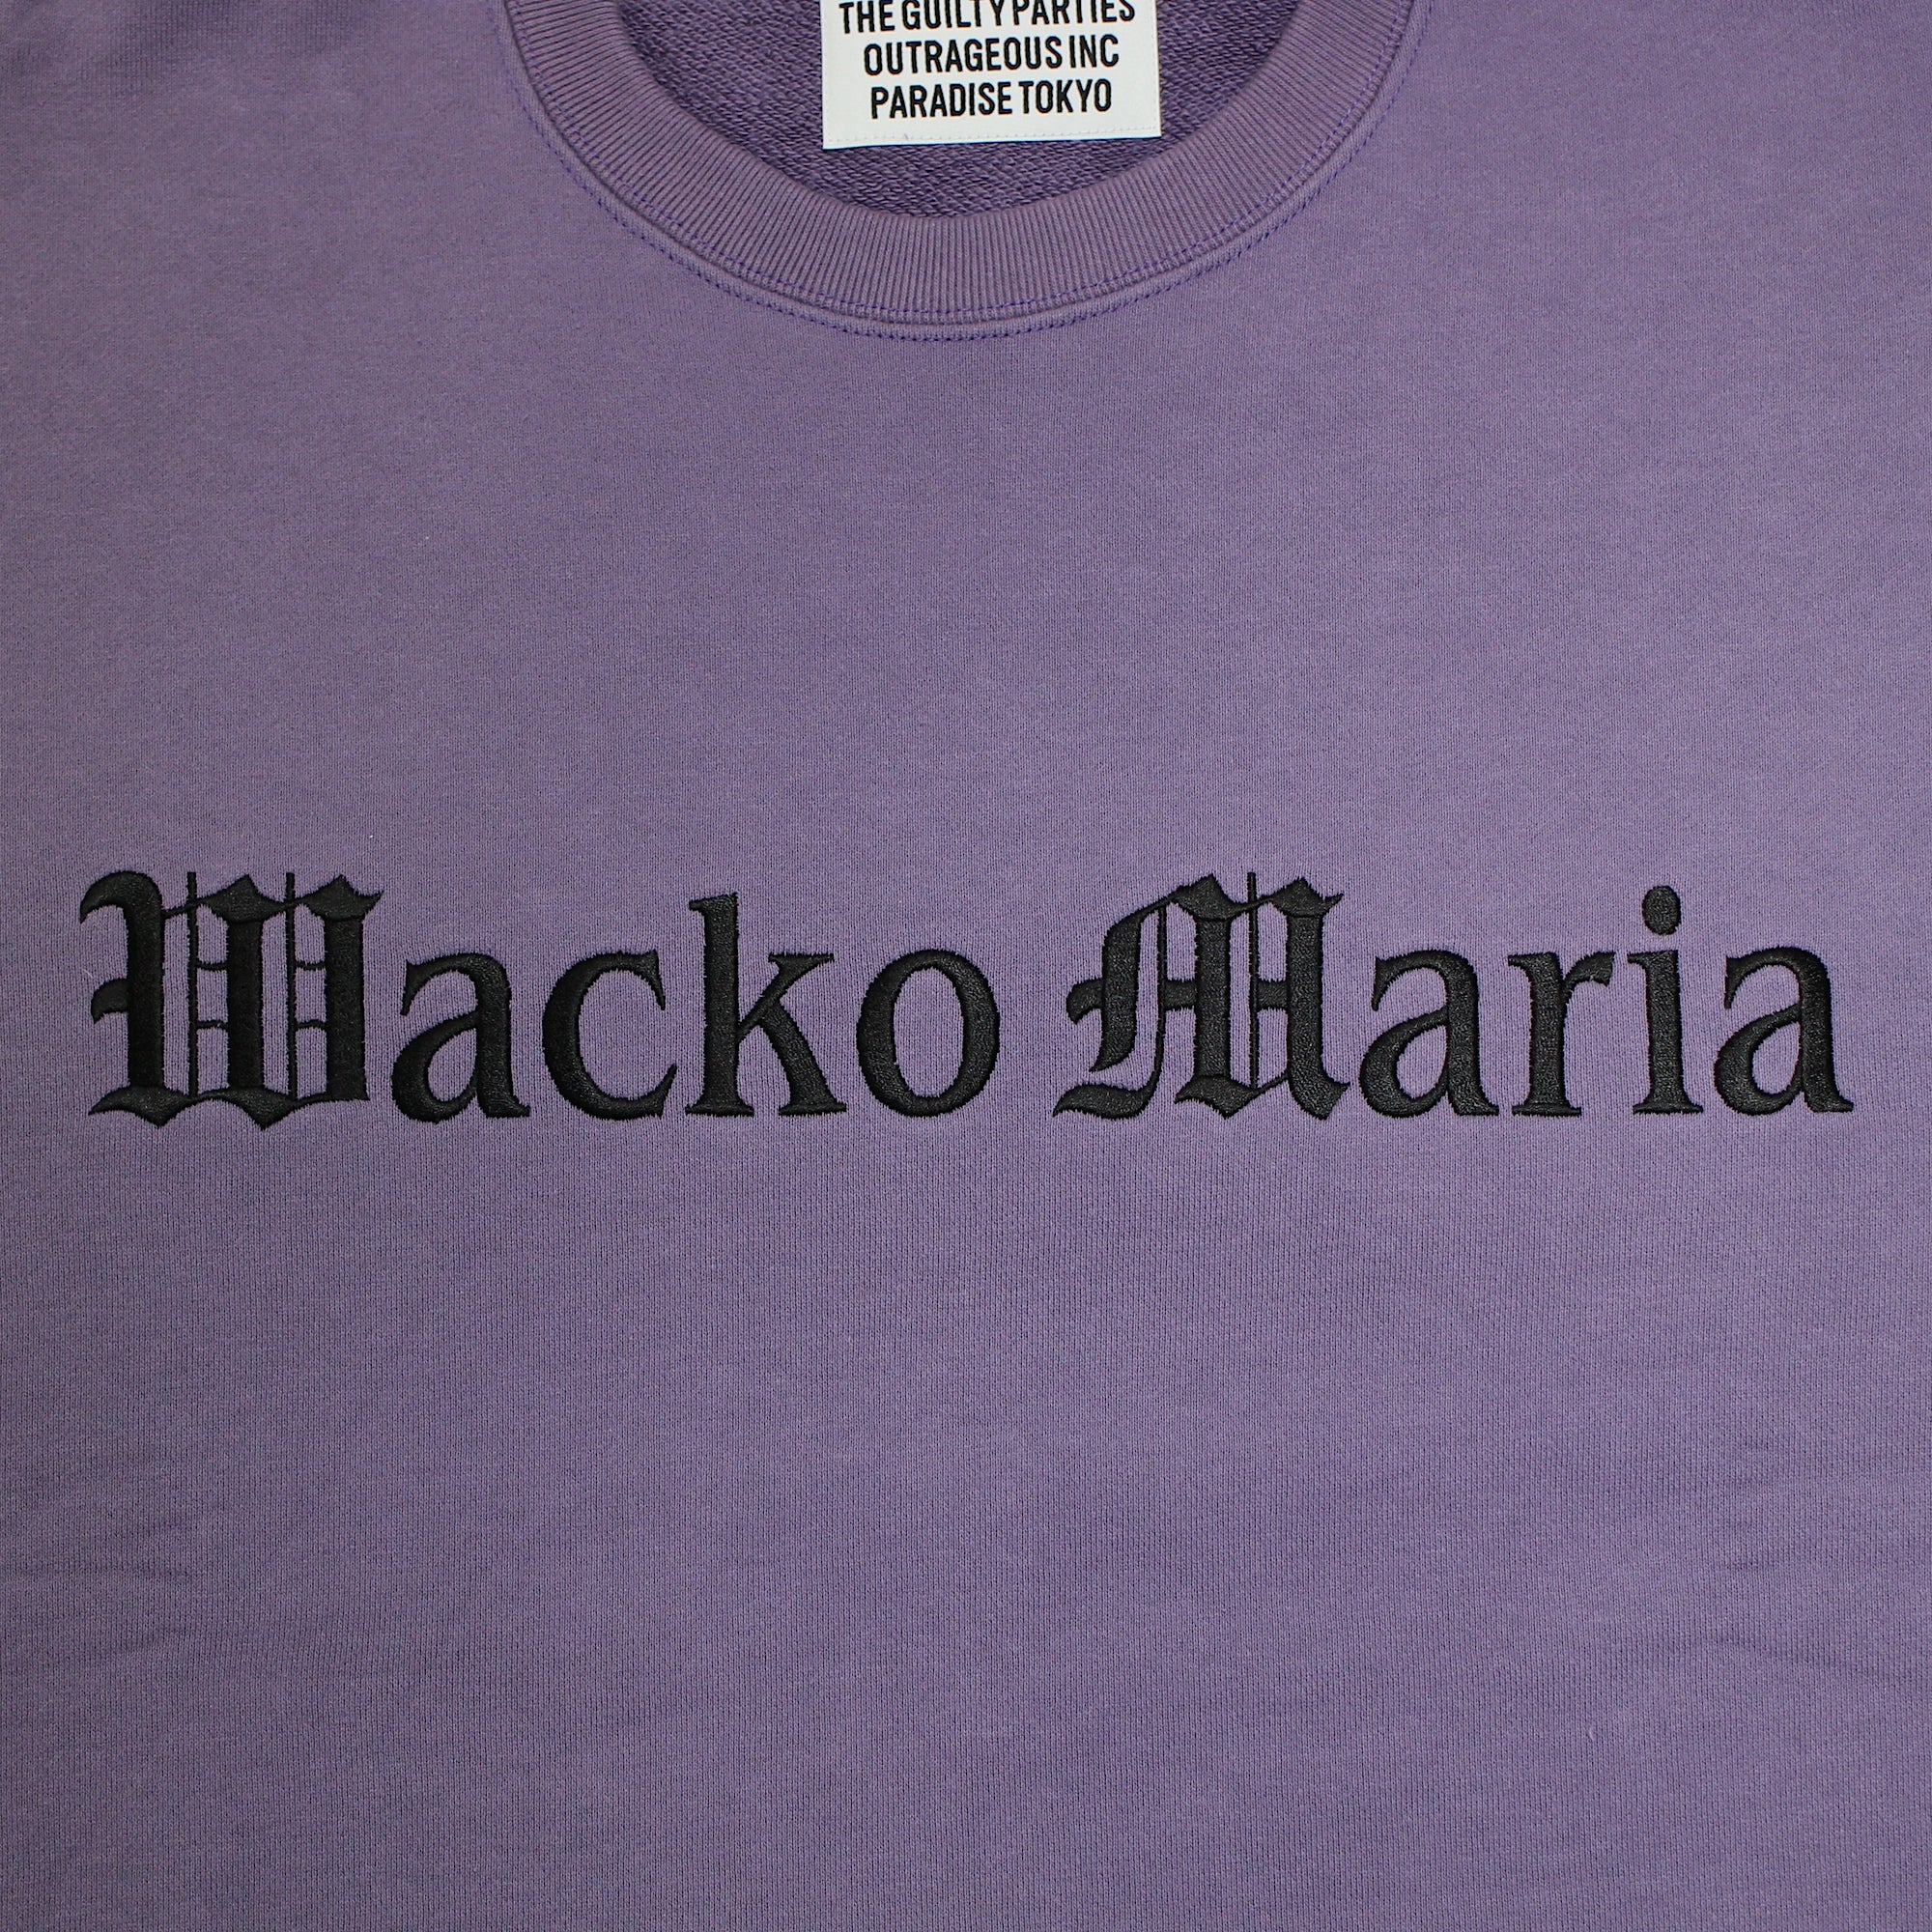 THE GUILTY PARTIES
OUTRAGEOUS INC
PARADISE TOKYO
Wacko Maria